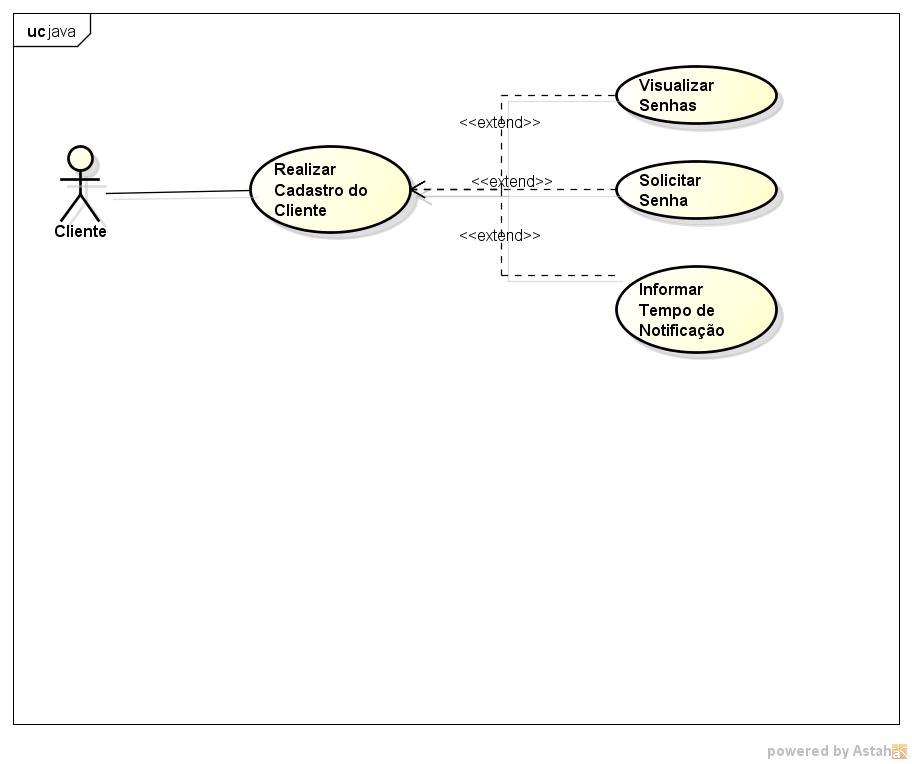 uc java
Visualizar
Senhas
<<extend>>
Realizar
Cadastro do
Cliente
<<extend>>
Solicitar
Senha
Cliente
<<extend>>
Informar
Tempo de
Notificação
powered by Astah